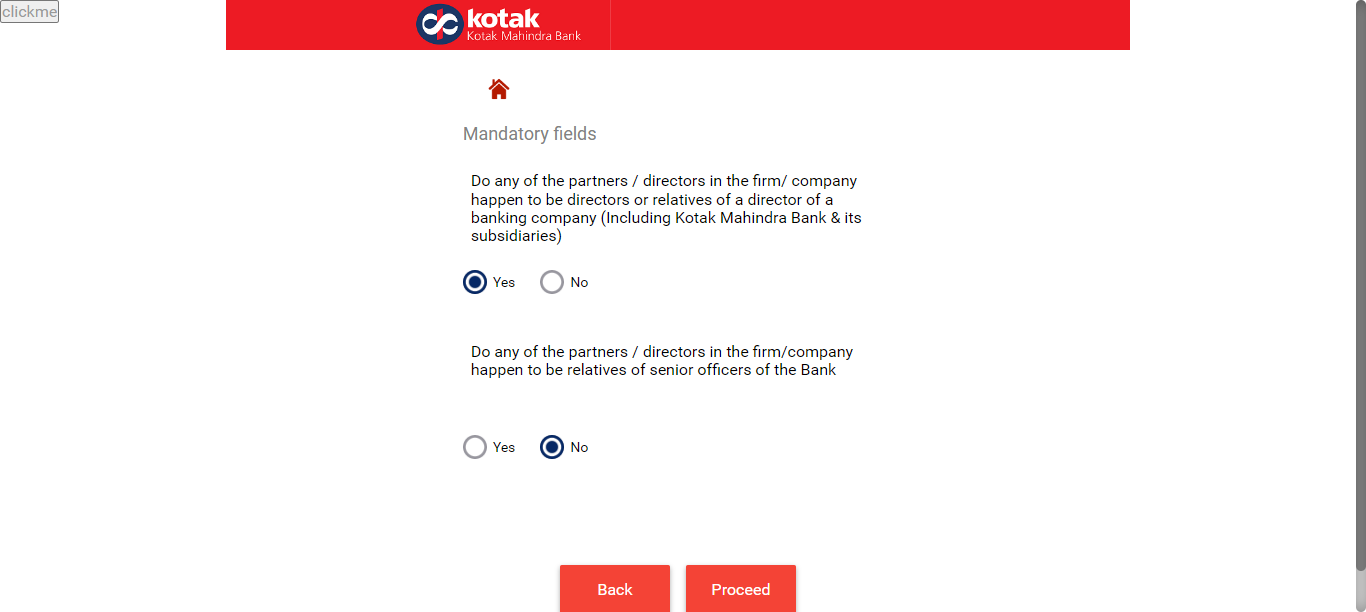 clickme
kotak
Kotak Mahindra Bank
Mandatory fields
Do any of the partners / directors in the firm/ company
happen to be directors or relatives of a director of a
banking company (Including Kotak Mahindra Bank & its
subsidiaries)
Yes No
Do any of the partners / directors in the firm/company
happen to be relatives of senior officers of the Bank
Yes No
Back Proceed